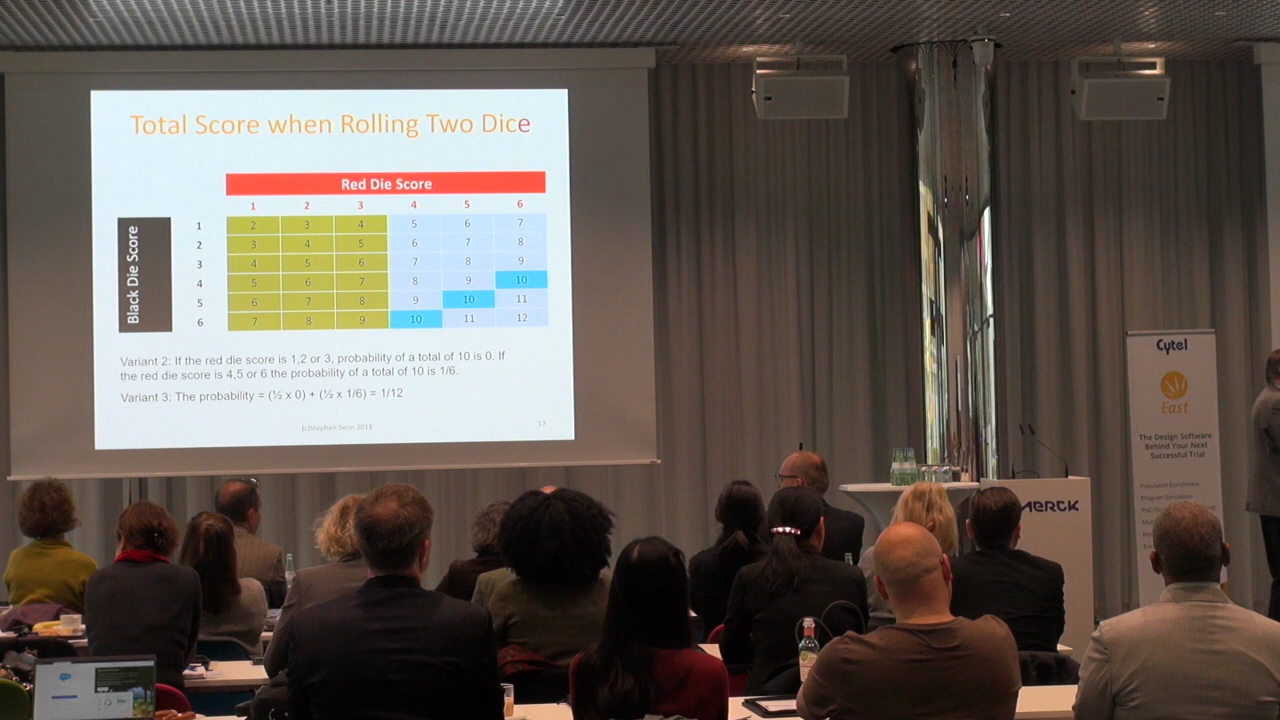 Total Score when Rolling Two Dice
Red Die Score
1 2 3 4 5 6
Black Die Score
1 2 3 4 5 6 7
2 3 4 5 6 7 8
3 4 5 6 7 8 9
4 5 6 7 8 9 10
5 6 7 8 9 10 11
6 7 8 9 10 11 12
Variant 2: If the red die score is 1,2 or 3, probability of a total of 10 is 0. If
the red die score is 4,5 or 6 the probability of a total of 10 is 1/6.
Variant 3: The probability = (½ x 0) + (½ x 1/6) = 1/12
(c)Stephen Senn 2018
17
Cytel
East
The Design Software
Behind Your Next
Successful Trial
Population Enrichment
Program Simulation
MERCK